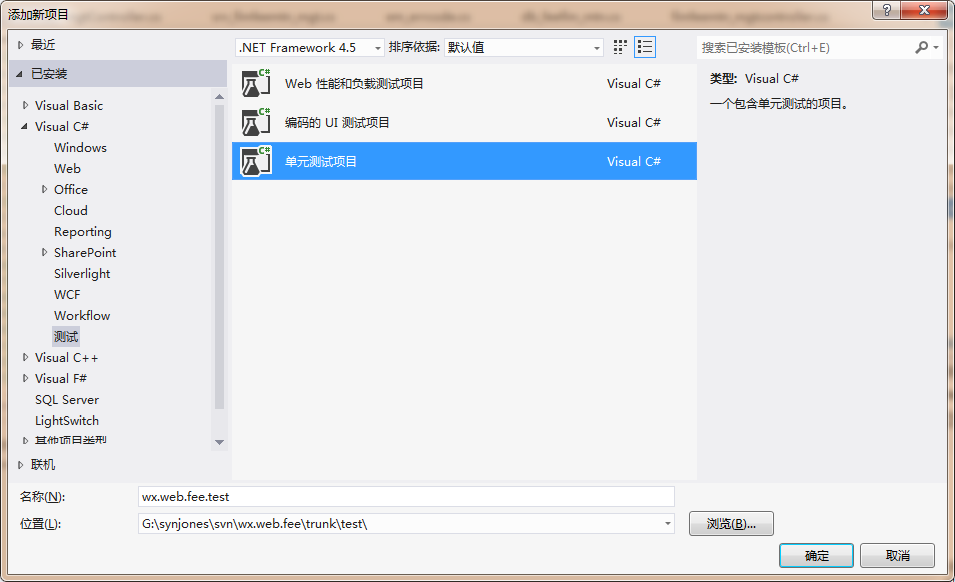 添加新项目
最近
.NET Framework 4.5
排序依据:
默认值
搜索已安装模板(Ctrl+E)
已安装
Visual Basic
Visual C#
Windows
Web
Office
Cloud
Reporting
SharePoint
Silverlight
WCF
Workflow
测试
Visual C++
Visual F#
SQL Server
LightSwitch
其他项目类型
联机
Web 性能和负载测试项目 Visual C#
编码的 UI 测试项目 Visual C#
单元测试项目 Visual C#
类型: Visual C#
一个包含单元测试的项目。
名称(N): wx.web.fee.test
位置(L): G:\synjones\svn\wx.web.fee\trunk\test\
浏览(B)...
确定
取消